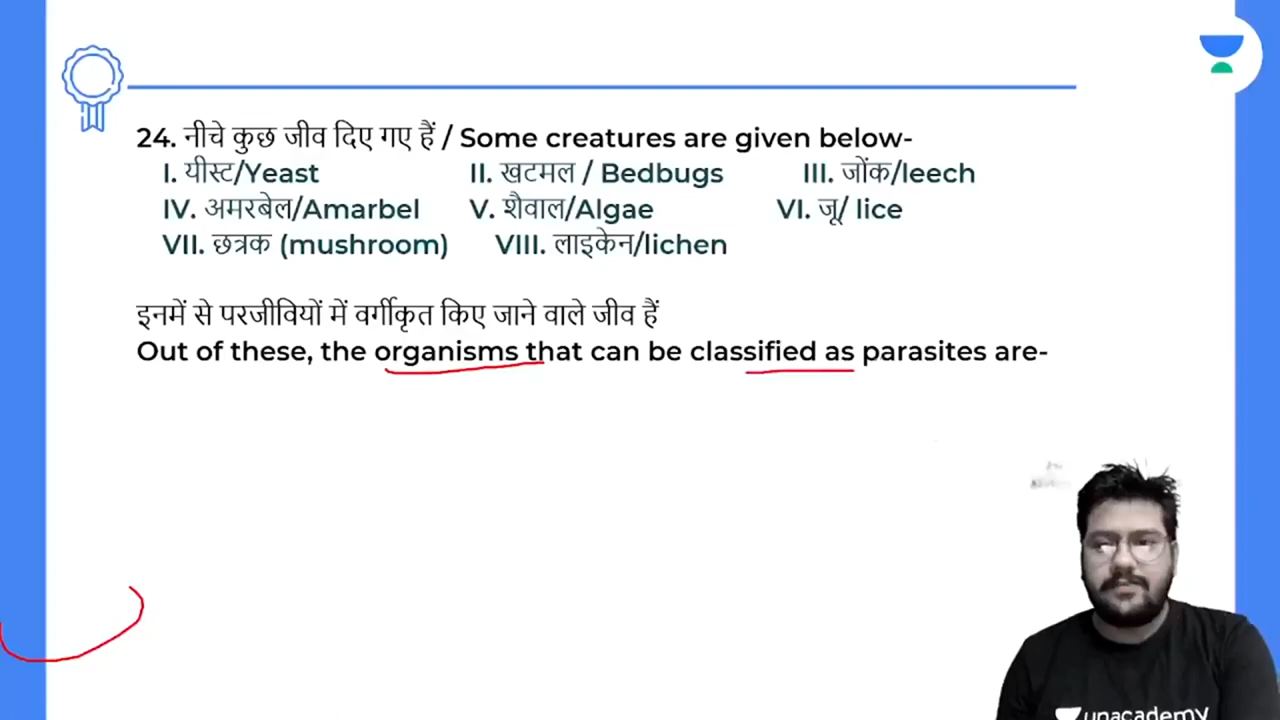 24. नीचे कुछ जीव दिए गए हैं / Some creatures are given below-
I. यीस्ट/Yeast II. खटमल / Bedbugs III. जोंक/leech
IV. अमरबेल/Amarbel V. शैवाल/Algae VI. जू/ lice
VII. छत्रक (mushroom) VIII. लाइकेन/lichen
इनमें से परजीवियों में वर्गीकृत किए जाने वाले जीव हैं
Out of these, the organisms that can be classified as parasites are-
unacademy